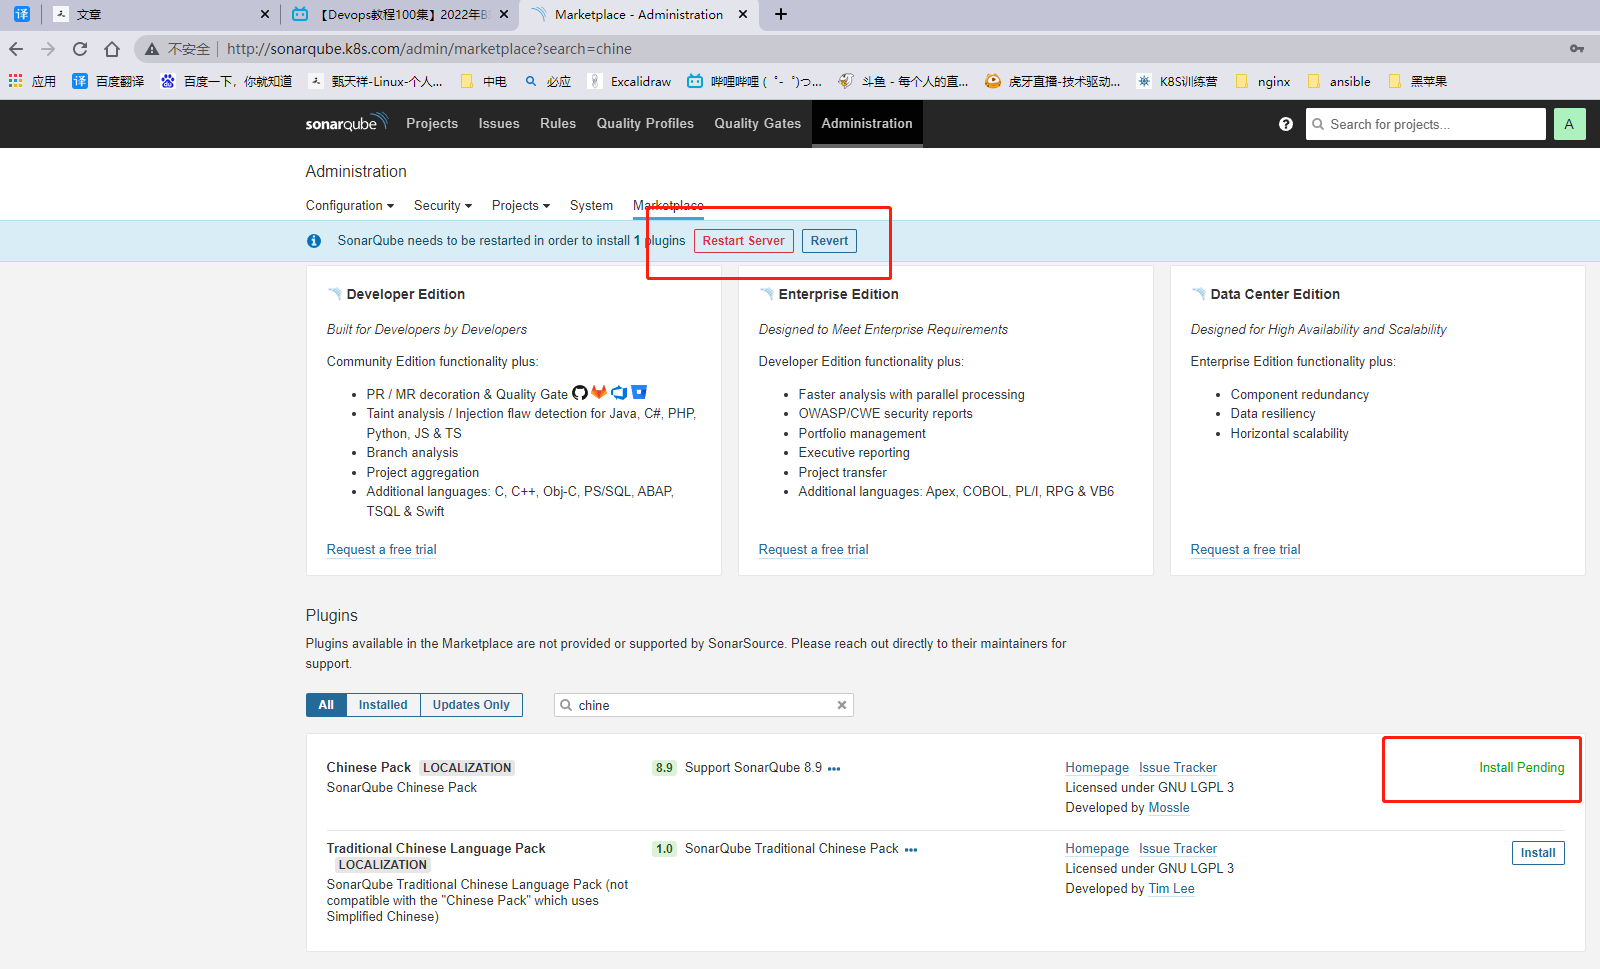 译 文章 【Devops教程100集】2022年B Marketplace - Administration
不安全 http://sonarqube.k8s.com/admin/marketplace?search=chine
应用 译 百度翻译 百度一下，你就知道 甄天祥-Linux-个人... 中电 必应 Excalidraw 哔哩哔哩 (゜-゜)つ... 斗鱼 - 每个人的直... 虎牙直播-技术驱动... K8S训练营 nginx ansible 黑苹果
sonarqube Projects Issues Rules Quality Profiles Quality Gates Administration ? Search for projects... A
Administration
Configuration Security Projects System Marketplace
SonarQube needs to be restarted in order to install 1 plugins Restart Server Revert
Developer Edition
Built for Developers by Developers
Community Edition functionality plus:
• PR / MR decoration & Quality Gate
• Taint analysis / Injection flaw detection for Java, C#, PHP,
Python, JS & TS
• Branch analysis
• Project aggregation
• Additional languages: C, C++, Obj-C, PS/SQL, ABAP,
TSQL & Swift
Request a free trial
Enterprise Edition
Designed to Meet Enterprise Requirements
Developer Edition functionality plus:
• Faster analysis with parallel processing
• OWASP/CWE security reports
• Portfolio management
• Executive reporting
• Project transfer
• Additional languages: Apex, COBOL, PL/I, RPG & VB6
Request a free trial
Data Center Edition
Designed for High Availability and Scalability
Enterprise Edition functionality plus:
• Component redundancy
• Data resiliency
• Horizontal scalability
Request a free trial
Plugins
Plugins available in the Marketplace are not provided or supported by SonarSource. Please reach out directly to their maintainers for
support.
All Installed Updates Only chine
Chinese Pack LOCALIZATION
SonarQube Chinese Pack
8.9 Support SonarQube 8.9 •••
Homepage Issue Tracker
Licensed under GNU LGPL 3
Developed by Mossle
Install Pending
Traditional Chinese Language Pack
LOCALIZATION
SonarQube Traditional Chinese Language Pack (not
compatible with the "Chinese Pack" which uses
Simplified Chinese)
1.0 SonarQube Traditional Chinese Pack •••
Homepage Issue Tracker
Licensed under GNU LGPL 3
Developed by Tim Lee
Install